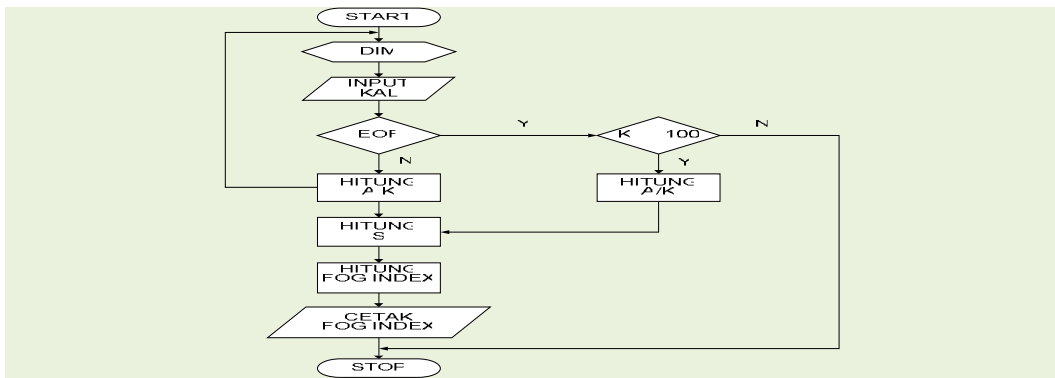 START
DIM
INPUT
KAL
EOF
Y
K 100
N
N
Y
HITUNG
A K
HITUNG
A/K
HITUNG
S
HITUNG
FOG INDEX
CETAK
FOG INDEX
STOP